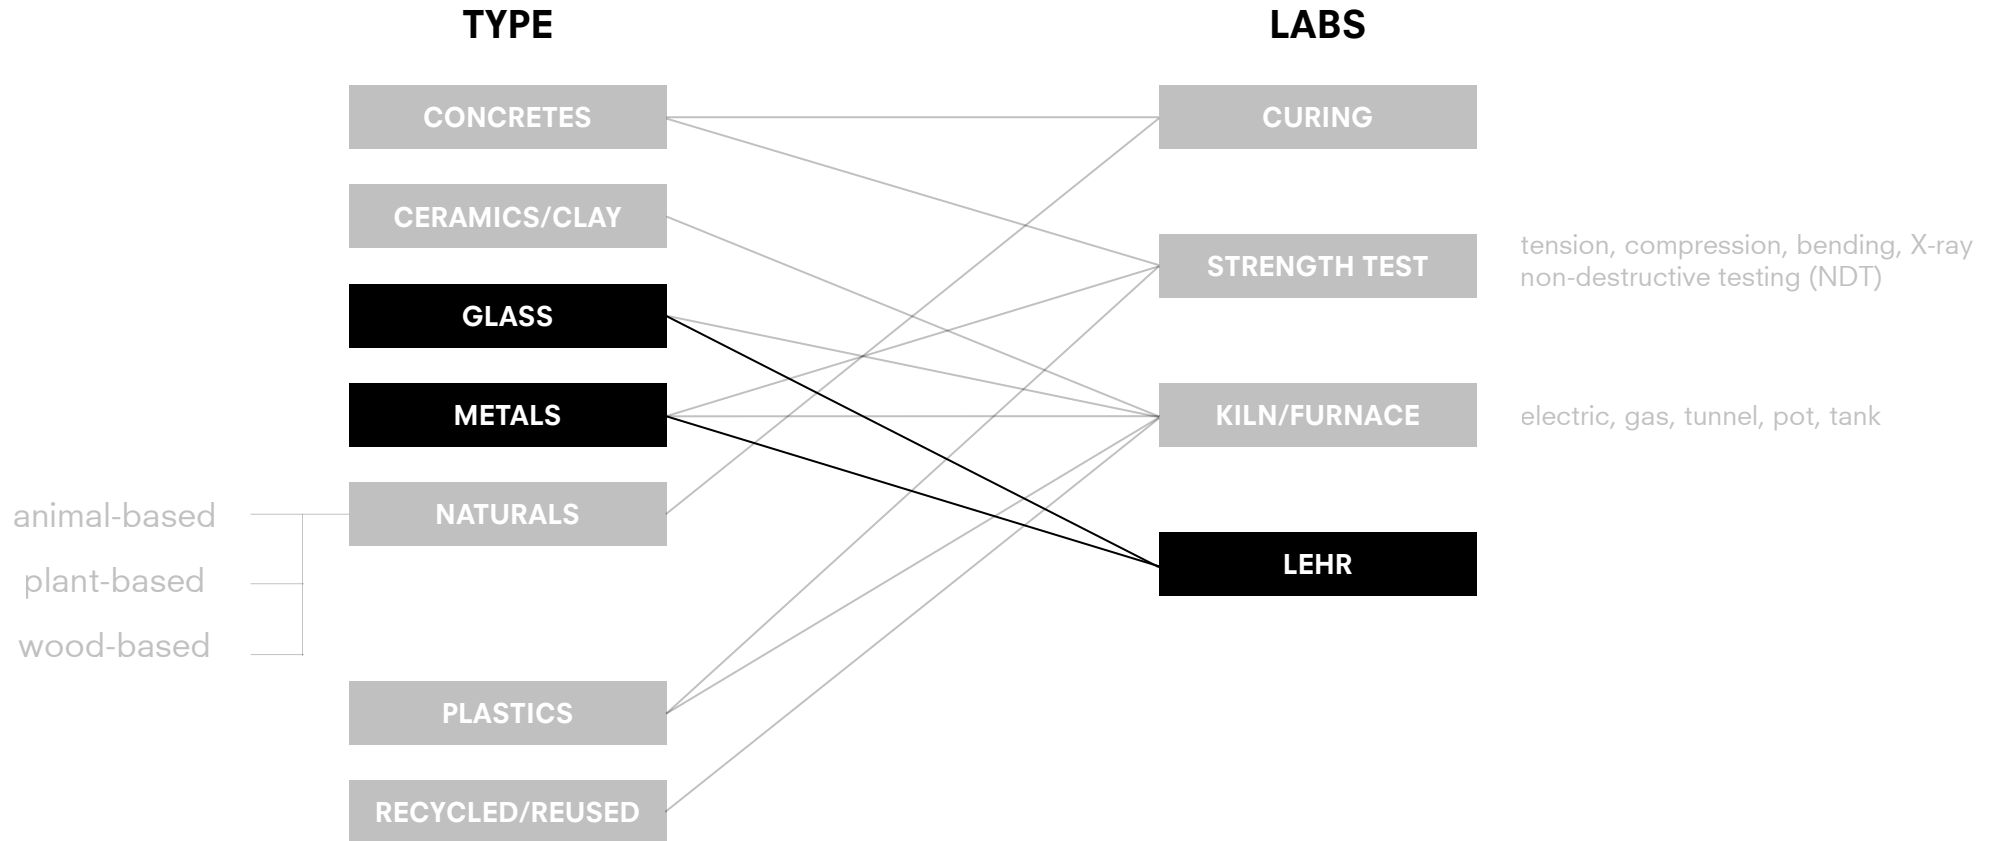 TYPE
LABS
CONCRETES
CURING
CERAMICS/CLAY
STRENGTH TEST
tension, compression, bending, X-ray
non-destructive testing (NDT)
GLASS
METALS
KILN/FURNACE
electric, gas, tunnel, pot, tank
animal-based
NATURALS
plant-based
wood-based
LEHR
PLASTICS
RECYCLED/REUSED